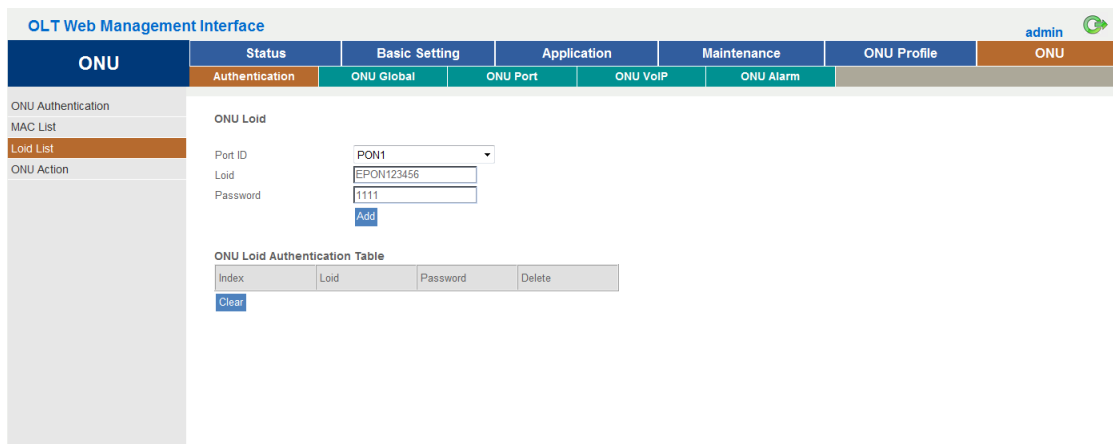 OLT Web Management Interface
admin
ONU
Status Basic Setting Application Maintenance ONU Profile ONU
Authentication ONU Global ONU Port ONU VoIP ONU Alarm
ONU Authentication
MAC List
Loid List
ONU Action
ONU Loid
Port ID PON1
Loid EPON123456
Password 1111
Add
ONU Loid Authentication Table
Index Loid Password Delete
Clear